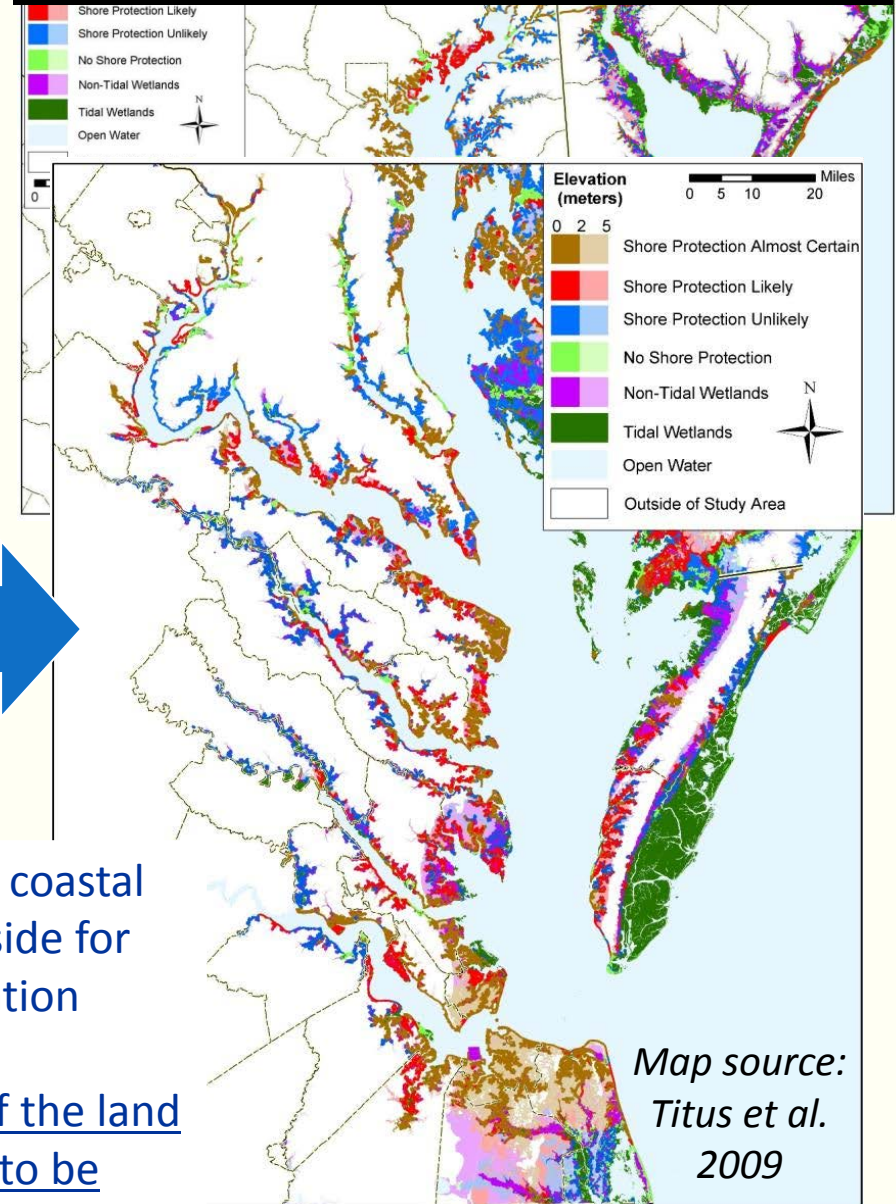 Shore Protection Likely
Shore Protection Unlikely
No Shore Protection
Non-Tidal Wetlands
Tidal Wetlands
Open Water
N
0
Elevation
(meters)
Miles
0 5 10 20
0 2 5
Shore Protection Almost Certain
Shore Protection Likely
Shore Protection Unlikely
No Shore Protection
Non-Tidal Wetlands
Tidal Wetlands
Open Water
Outside of Study Area
N
coastal
side for
tion
f the land
to be
Map source:
Titus et al.
2009